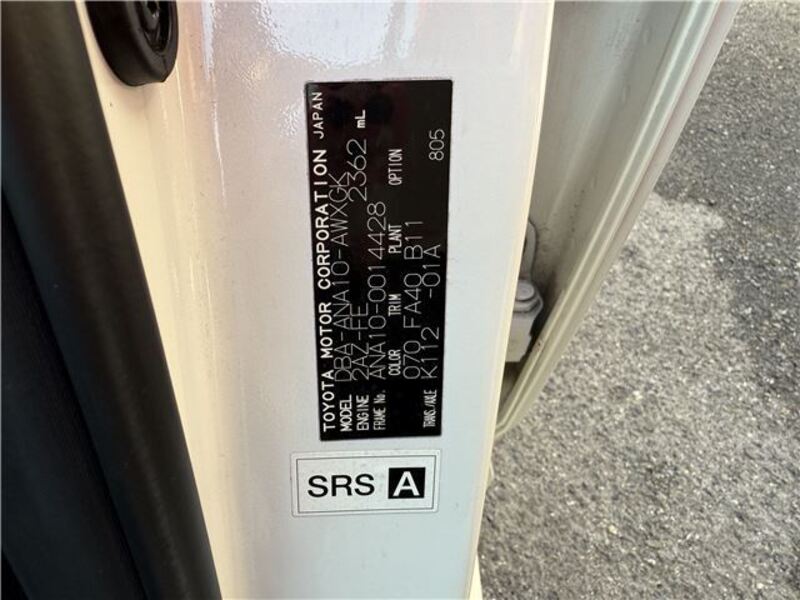 TOYOTA MOTOR CORPORATION JAPAN
MODEL DBA-ANA10-AWXGK
ENGINE 2AZ-FE 2362 mL
FRAME No. ANA10-0014428
COLOR TRIM PLANT OPTION
070 FA40 B11
TRANS./AXLE K112 -01A 805
SRS A